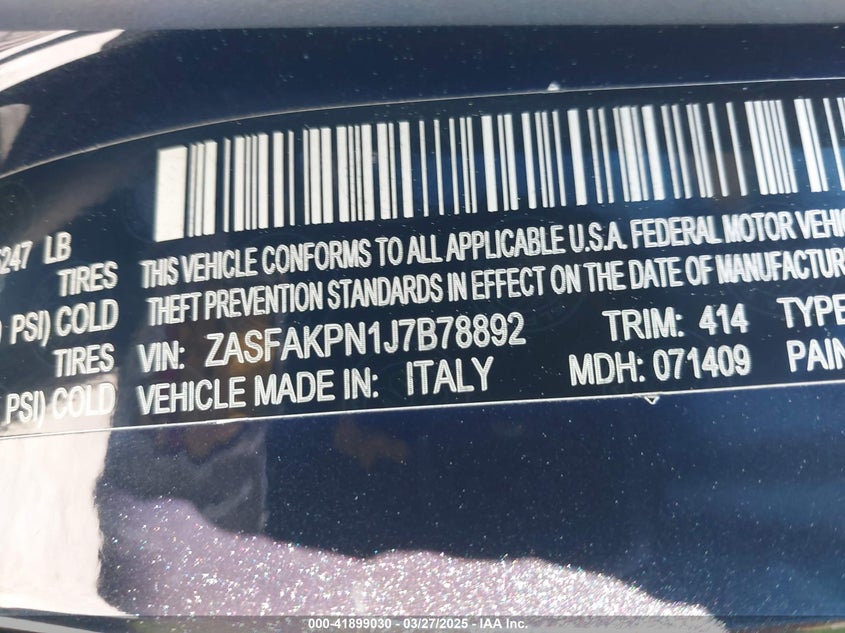 247 LB
TIRES
PSI) COLD
TIRES
PSI) COLD
THIS VEHICLE CONFORMS TO ALL APPLICABLE U.S.A. FEDERAL MOTOR VEHIC
THEFT PREVENTION STANDARDS IN EFFECT ON THE DATE OF MANUFACTUR
VIN: ZASFAKPN1J7B78892 TRIM: 414 TYPE
VEHICLE MADE IN: ITALY MDH: 071409 PAIN
000-41899030 — 03/27/2025 — IAA Inc.